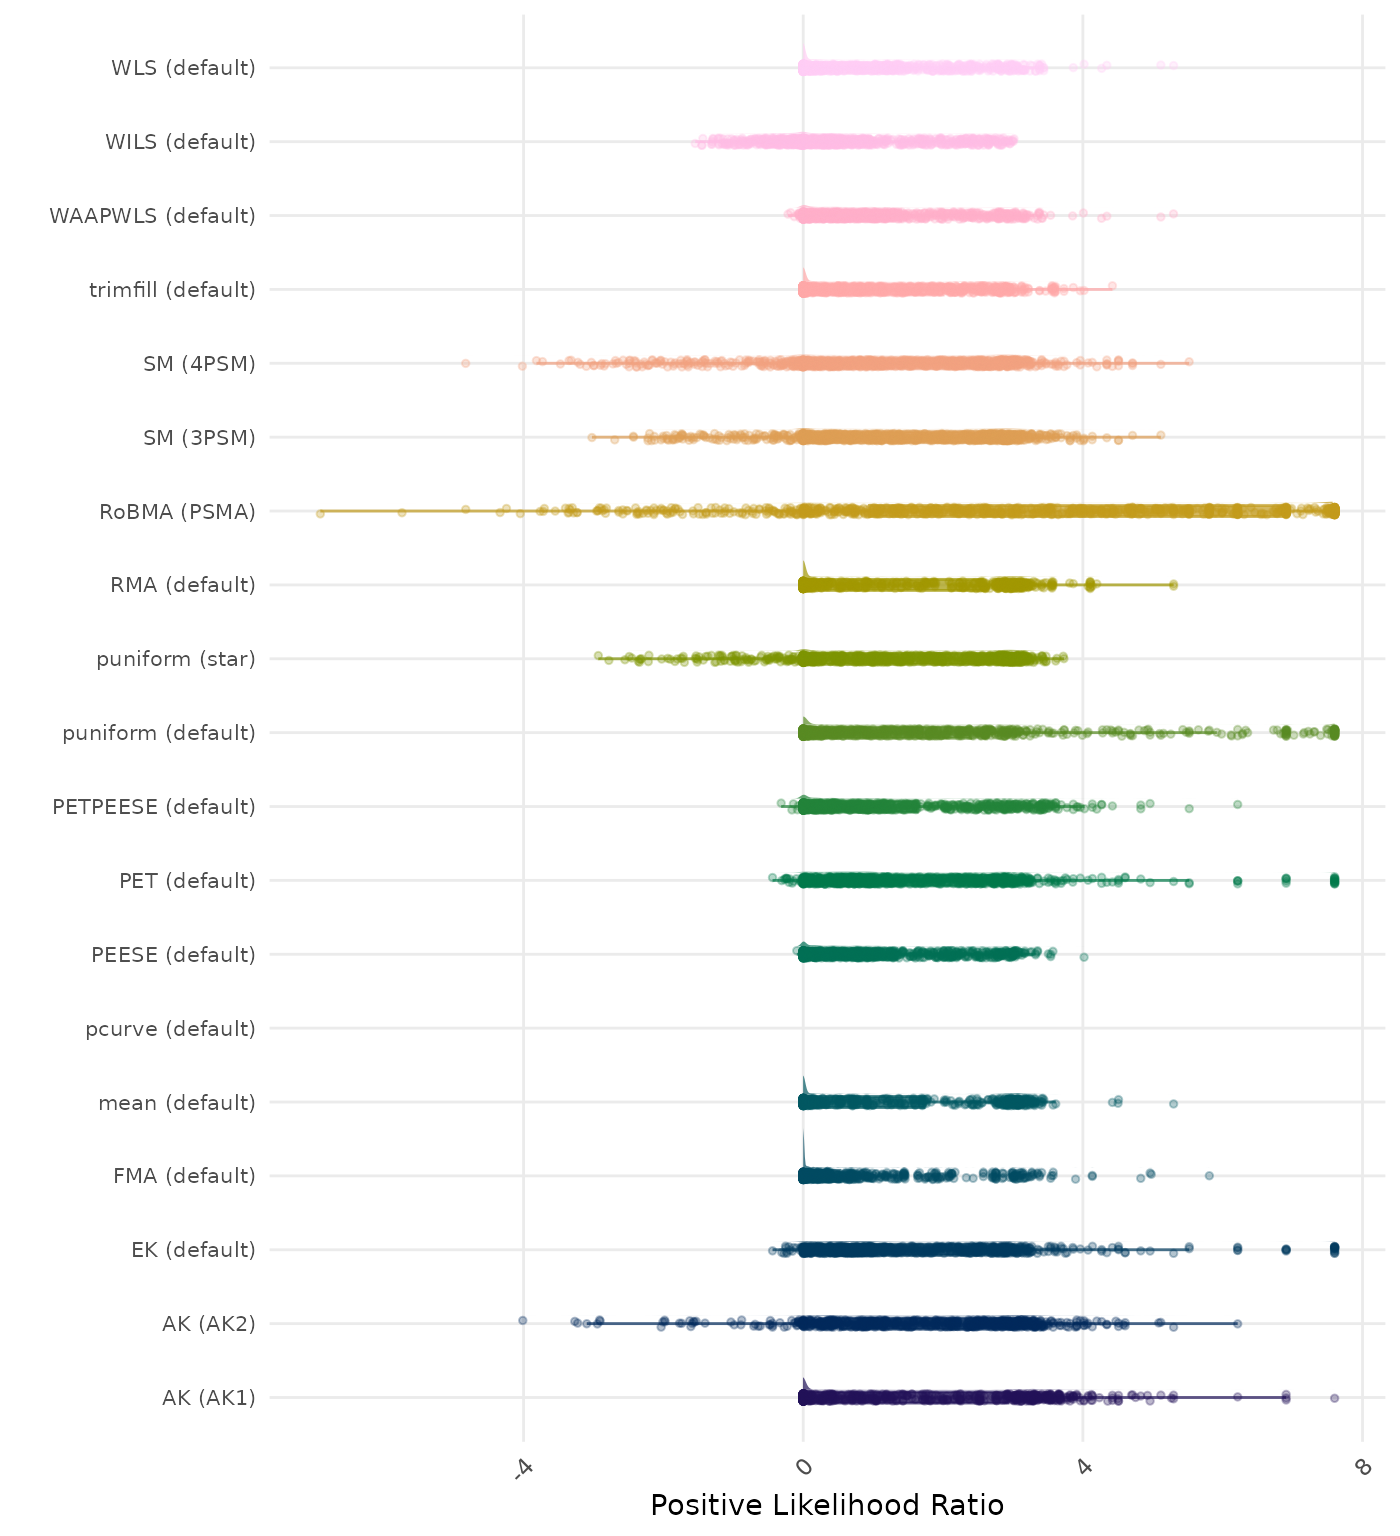 WLS (default)
WILS (default)
WAAPWLS (default)
trimfill (default)
SM (4PSM)
SM (3PSM)
RoBMA (PSMA)
RMA (default)
puniform (star)
puniform (default)
PETPEESE (default)
PET (default)
PEESE (default)
pcurve (default)
mean (default)
FMA (default)
EK (default)
AK (AK2)
AK (AK1)
-4 0 4 8
Positive Likelihood Ratio